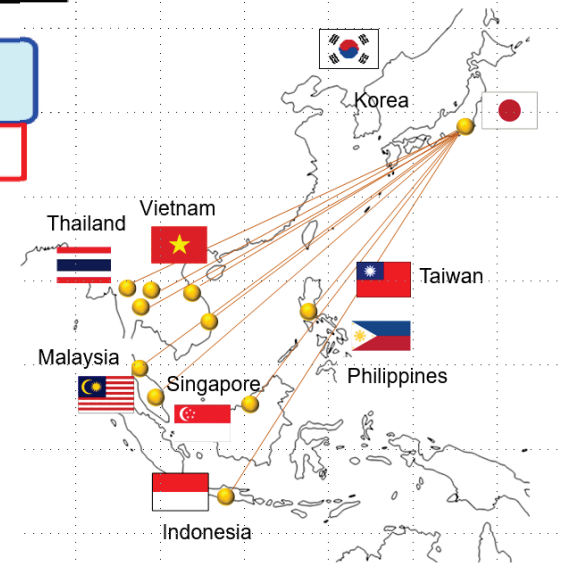 Korea
Vietnam
Thailand
Taiwan
Malaysia
Singapore
Philippines
Indonesia